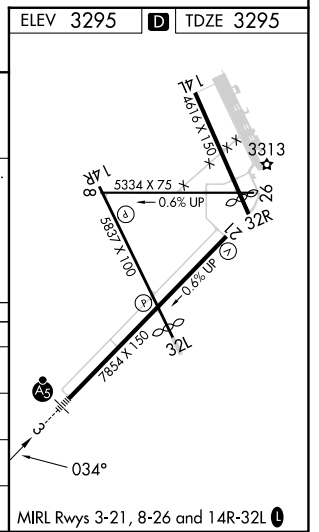 ELEV 3295 D TDZE 3295
14L
4616 X 150
3313
14R
8
5334 X 75
0.6% UP
26
32R
P
5837 X 100
21
V
P
0.6% UP
7854 X 150
32L
A5
3
034°
MIRL Rwys 3-21, 8-26 and 14R-32L L